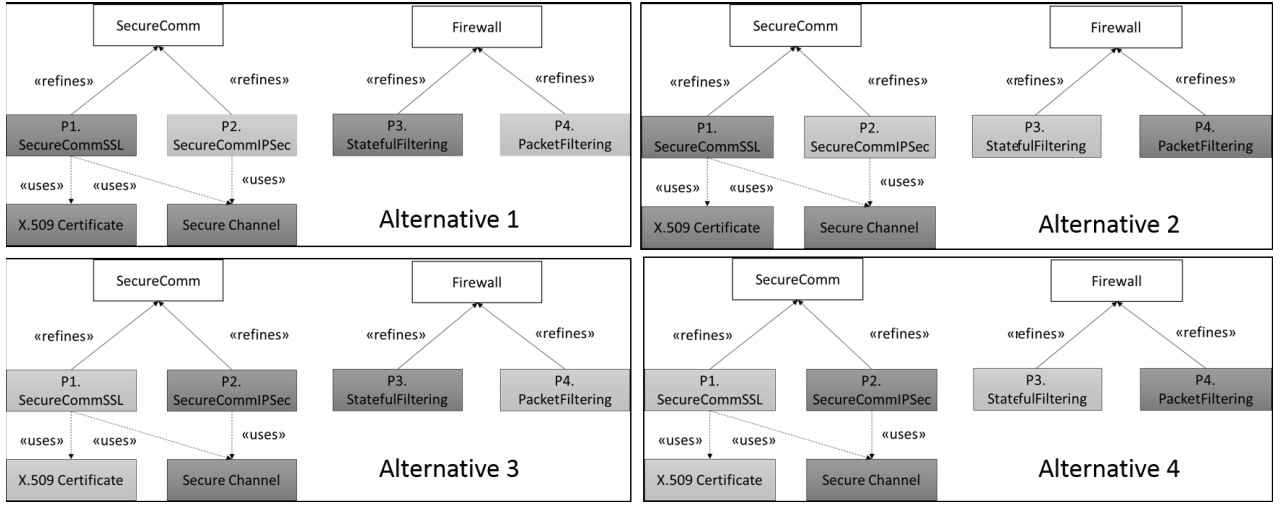 SecureComm
Firewall
«refines»
«refines»
«refines»
«refines»
P1.
SecureCommSSL
P2.
SecureCommIPSec
P3.
StatefulFiltering
P4.
PacketFiltering
«uses»
«uses»
«uses»
X.509 Certificate
Secure Channel
Alternative 1
SecureComm
Firewall
«refines»
«refines»
«refines»
«refines»
P1.
SecureCommSSL
P2.
SecureCommIPSec
P3.
StatefulFiltering
P4.
PacketFiltering
«uses»
«uses»
«uses»
X.509 Certificate
Secure Channel
Alternative 2
SecureComm
Firewall
«refines»
«refines»
«refines»
«refines»
P1.
SecureCommSSL
P2.
SecureCommIPSec
P3.
StatefulFiltering
P4.
PacketFiltering
«uses»
«uses»
«uses»
X.509 Certificate
Secure Channel
Alternative 3
SecureComm
Firewall
«refines»
«refines»
«refines»
«refines»
P1.
SecureCommSSL
P2.
SecureCommIPSec
P3.
StatefulFiltering
P4.
PacketFiltering
«uses»
«uses»
«uses»
X.509 Certificate
Secure Channel
Alternative 4